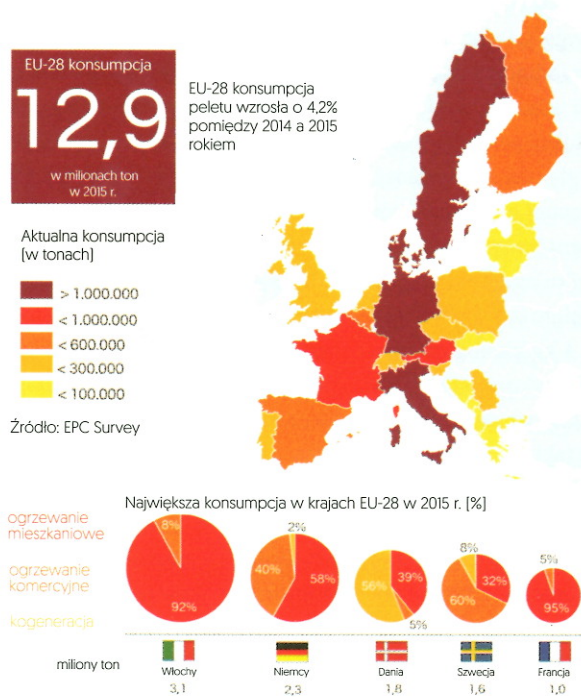 EU-28 konsumpcja
12,9
w milionach ton
w 2015 r.
EU-28 konsumpcja
peletu wzrosła o 4,2%
pomiędzy 2014 a 2015
rokiem
Aktualna konsumpcja
[w tonach]
> 1.000.000
< 1.000.000
< 600.000
< 300.000
< 100.000
Źródło: EPC Survey
Największa konsumpcja w krajach EU-28 w 2015 r. [%]
ogrzewanie
mieszkaniowe
ogrzewanie
komercyjne
kogeneracja
8%
92%
2%
40%
58%
56%
39%
5%
8%
32%
60%
5%
95%
miliony ton
Włochy
Niemcy
Dania
Szwecja
Francja
3,1
2,3
1,8
1,6
1,0